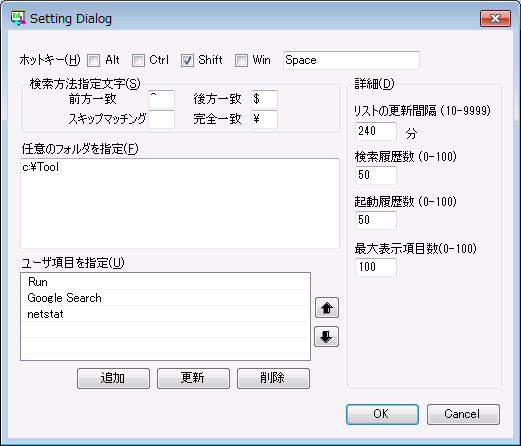 Setting Dialog
ホットキー(H) Alt Ctrl Shift Win Space
検索方法指定文字(S)
前方一致 ^ 後方一致 $
スキップマッチング 完全一致 ¥
任意のフォルダを指定(F)
c:¥Tool
ユーザ項目を指定(U)
Run
Google Search
netstat
追加 更新 削除
詳細(D)
リストの更新間隔 (10-9999)
240 分
検索履歴数 (0-100)
50
起動履歴数 (0-100)
50
最大表示項目数(0-100)
100
OK Cancel